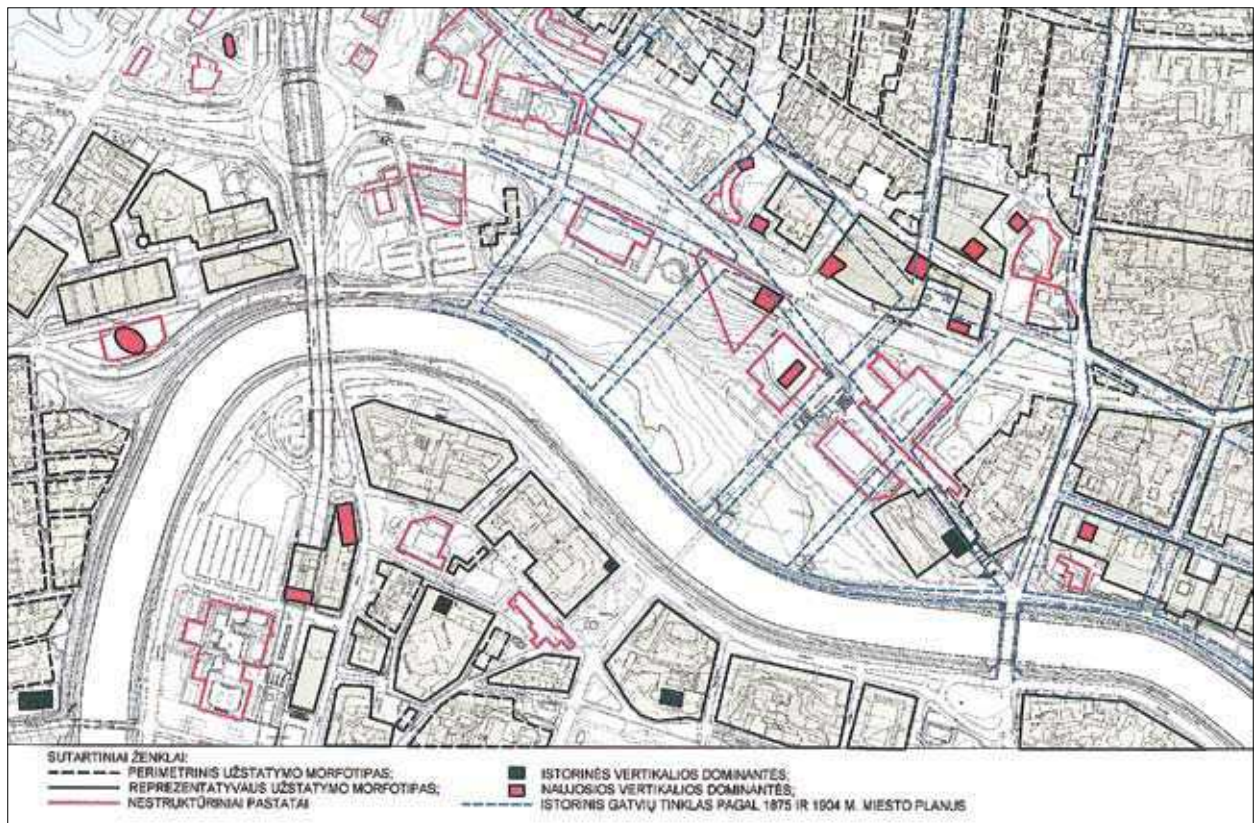 SUTARTINIAI ŽENKLAI:
PERIMETRINIS UŽSTATYMO MORFOTIPAS;
REPREZENTATYVAUS UŽSTATYMO MORFOTIPAS;
NESTRUKTŪRINIAI PASTATAI
ISTORINĖS VERTIKALIOS DOMINANTĖS;
NAUJOSIOS VERTIKALIOS DOMINANTĖS;
ISTORINIS GATVIŲ TINKLAS PAGAL 1875 IR 1904 M. MIESTO PLANUS